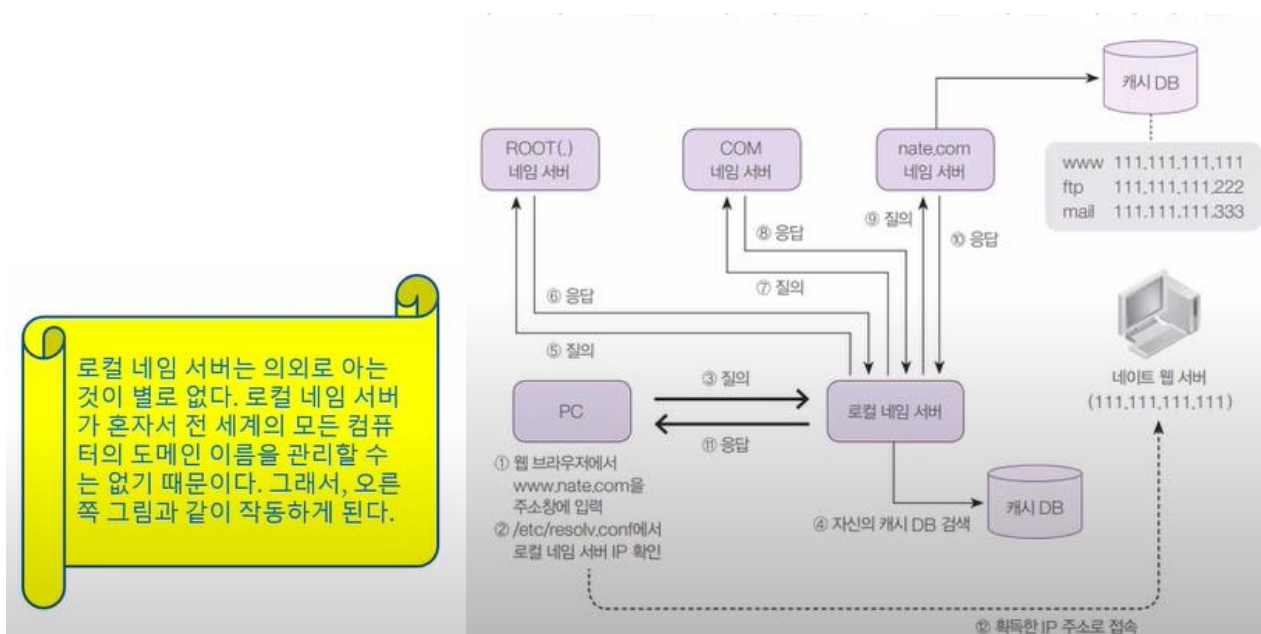 로컬 네임 서버는 의외로 아는
것이 별로 없다. 로컬 네임 서버
가 혼자서 전 세계의 모든 컴퓨
터의 도메인 이름을 관리할 수
는 없기 때문이다. 그래서, 오른
쪽 그림과 같이 작동하게 된다.
캐시 DB
ROOT(.)
네임 서버
COM
네임 서버
nate.com
네임 서버
www 111.111.111.111
ftp 111.111.111.222
mail 111.111.111.333
⑨ 질의
⑧ 응답
⑩ 응답
⑦ 질의
⑥ 응답
⑤ 질의
③ 질의
PC
로컬 네임 서버
네이트 웹 서버
(111.111.111.111)
⑪ 응답
① 웹 브라우저에서
www.nate.com을
주소창에 입력
② /etc/resolv.conf에서
로컬 네임 서버 IP 확인
④ 자신의 캐시 DB 검색
캐시 DB
⑫ 획득한 IP 주소로 접속